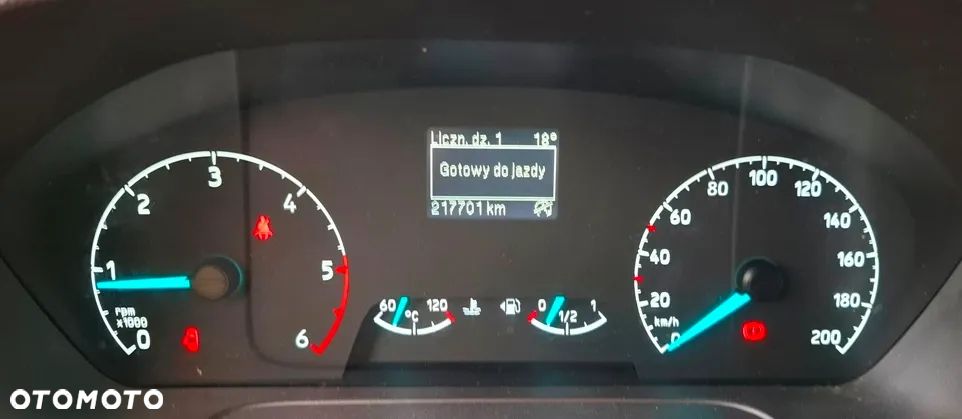 Liczn. dz. 1 18°
Gotowy do jazdy
217701 km
0 1 2 3 4 5 6
rpm
x1000
60 120
°C
0 1/2 1
0 20 40 60 80 100 120 140 160 180 200
km/h
OTOMOTO